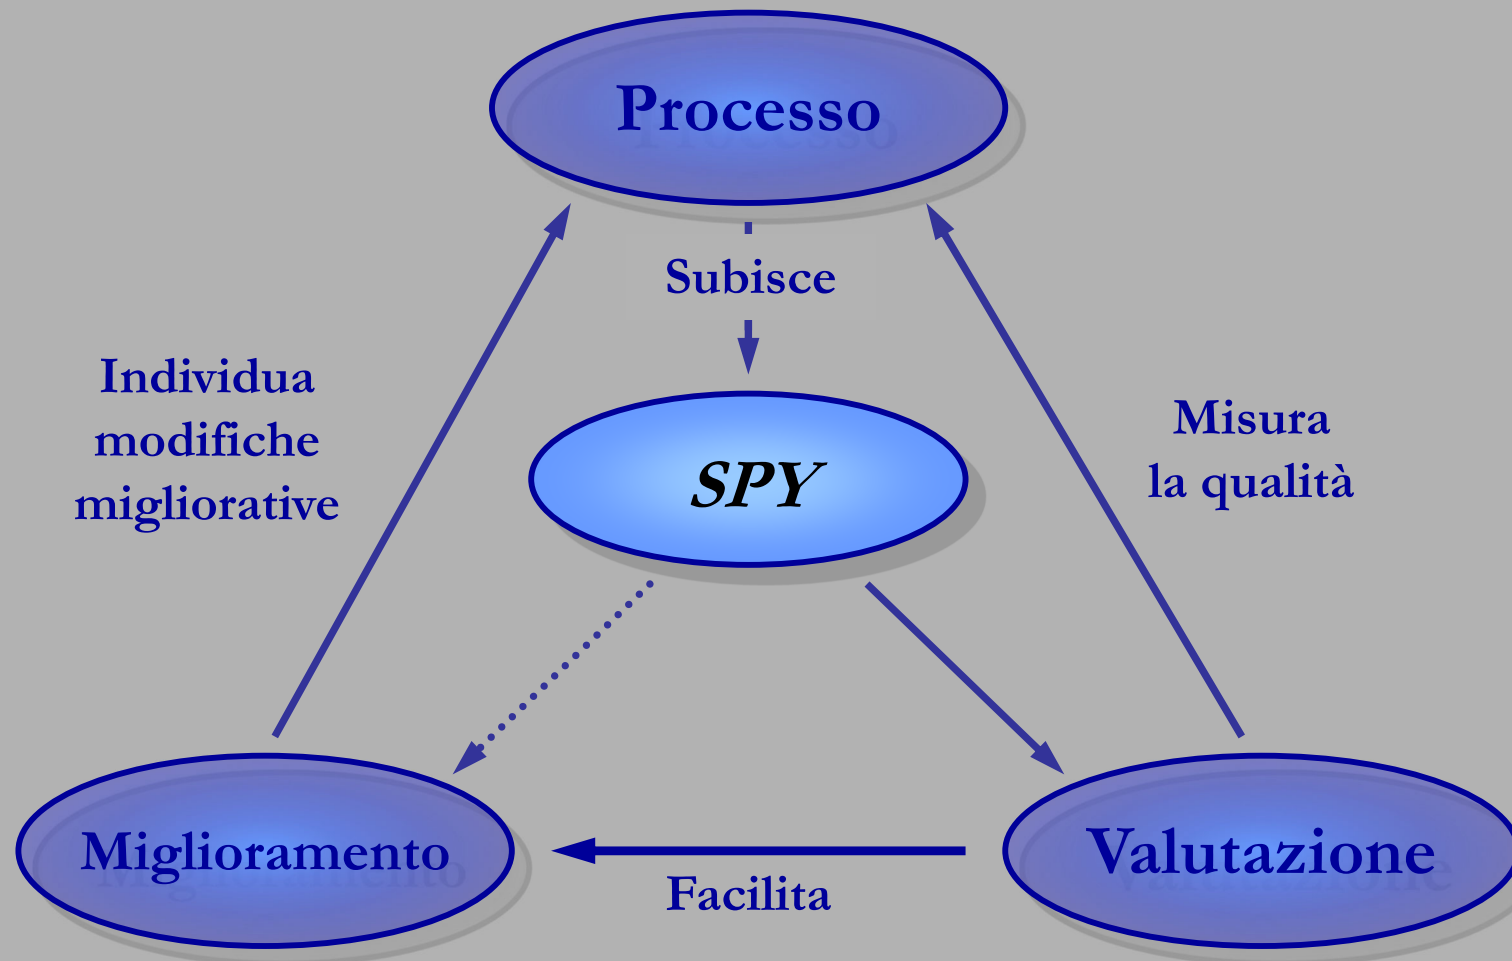 Processo
Subisce
Individua
modifiche
migliorative
Misura
la qualità
SPY
Miglioramento
Valutazione
Facilita